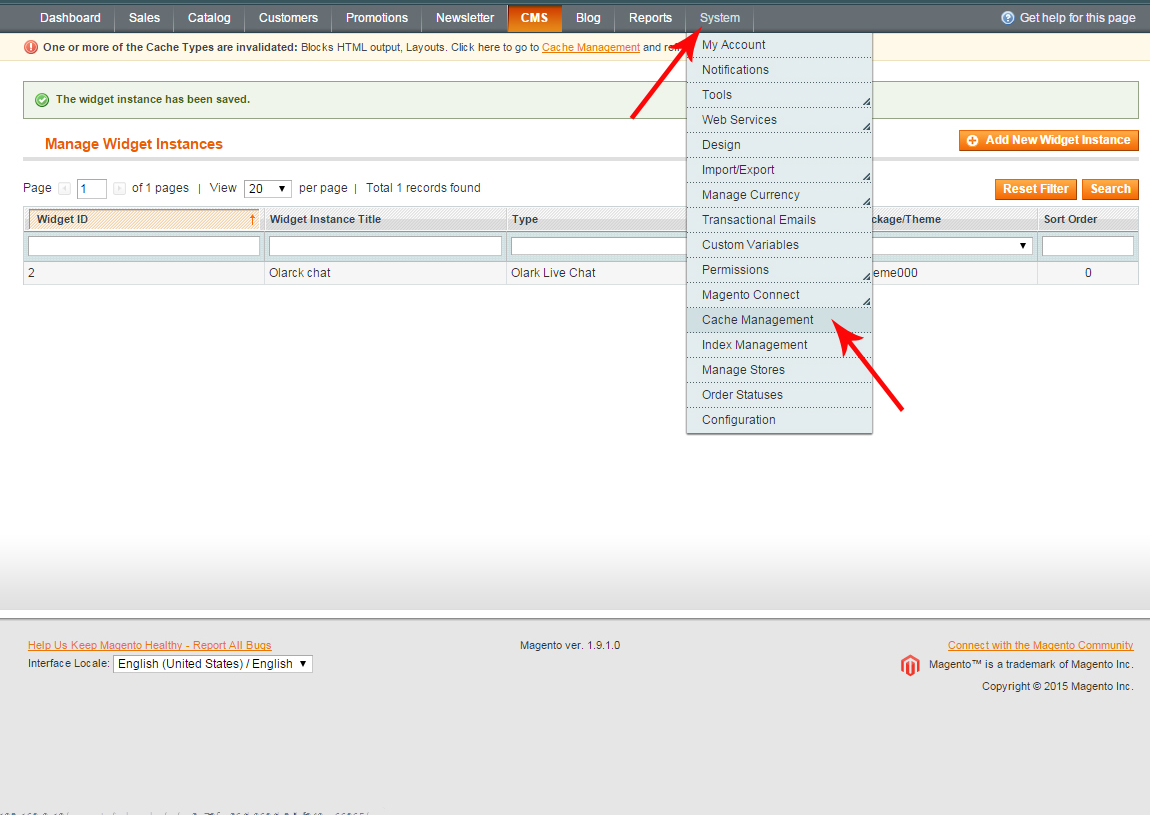 Dashboard Sales Catalog Customers Promotions Newsletter CMS Blog Reports System Get help for this page
One or more of the Cache Types are invalidated: Blocks HTML output, Layouts. Click here to go to Cache Management and
My Account
Notifications
Tools
Web Services
Design
Import/Export
Manage Currency
Transactional Emails
Custom Variables
Permissions
Magento Connect
Cache Management
Index Management
Manage Stores
Order Statuses
Configuration
The widget instance has been saved.
Manage Widget Instances
Add New Widget Instance
Page 1 of 1 pages | View 20 per page | Total 1 records found
Reset Filter Search
Widget ID Widget Instance Title Type ckage/Theme Sort Order
2 Olarck chat Olark Live Chat eme000 0
Help Us Keep Magento Healthy - Report All Bugs
Interface Locale: English (United States) / English
Magento ver. 1.9.1.0
Connect with the Magento Community
Magento™ is a trademark of Magento Inc.
Copyright © 2015 Magento Inc.